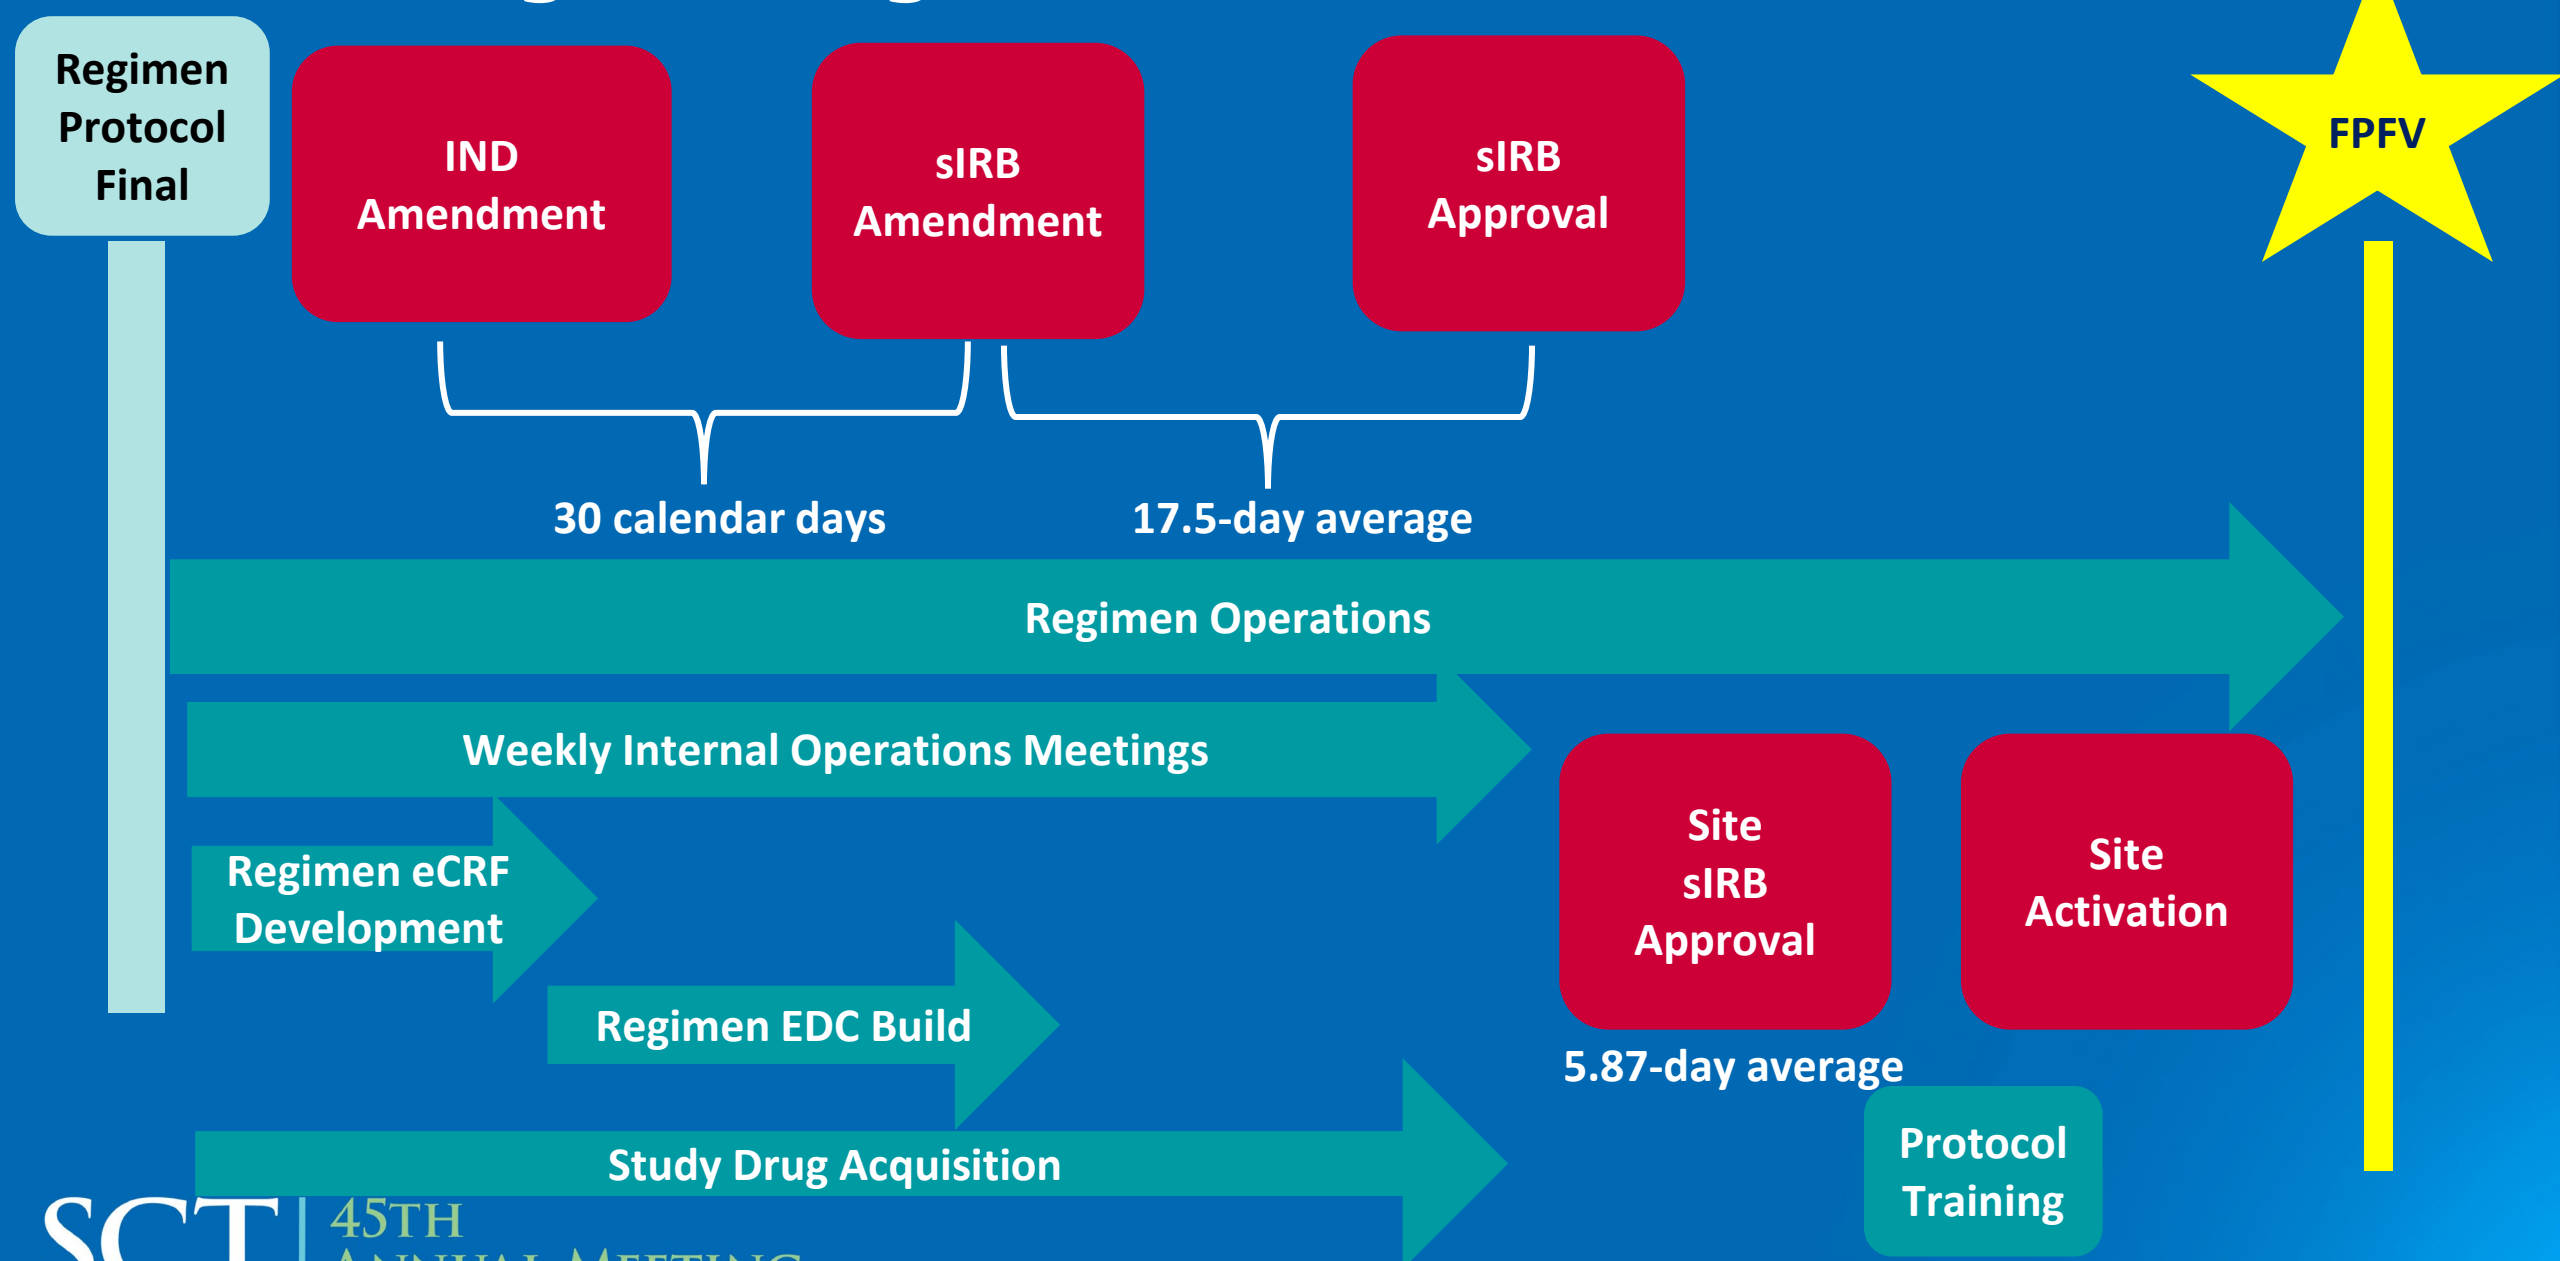 Regimen
Protocol
Final
IND
Amendment
sIRB
Amendment
sIRB
Approval
FPFV
30 calendar days
17.5-day average
Regimen Operations
Weekly Internal Operations Meetings
Regimen eCRF
Development
Regimen EDC Build
Study Drug Acquisition
Site
sIRB
Approval
5.87-day average
Site
Activation
Protocol
Training
SCT
45TH
ANNUAL MEETING